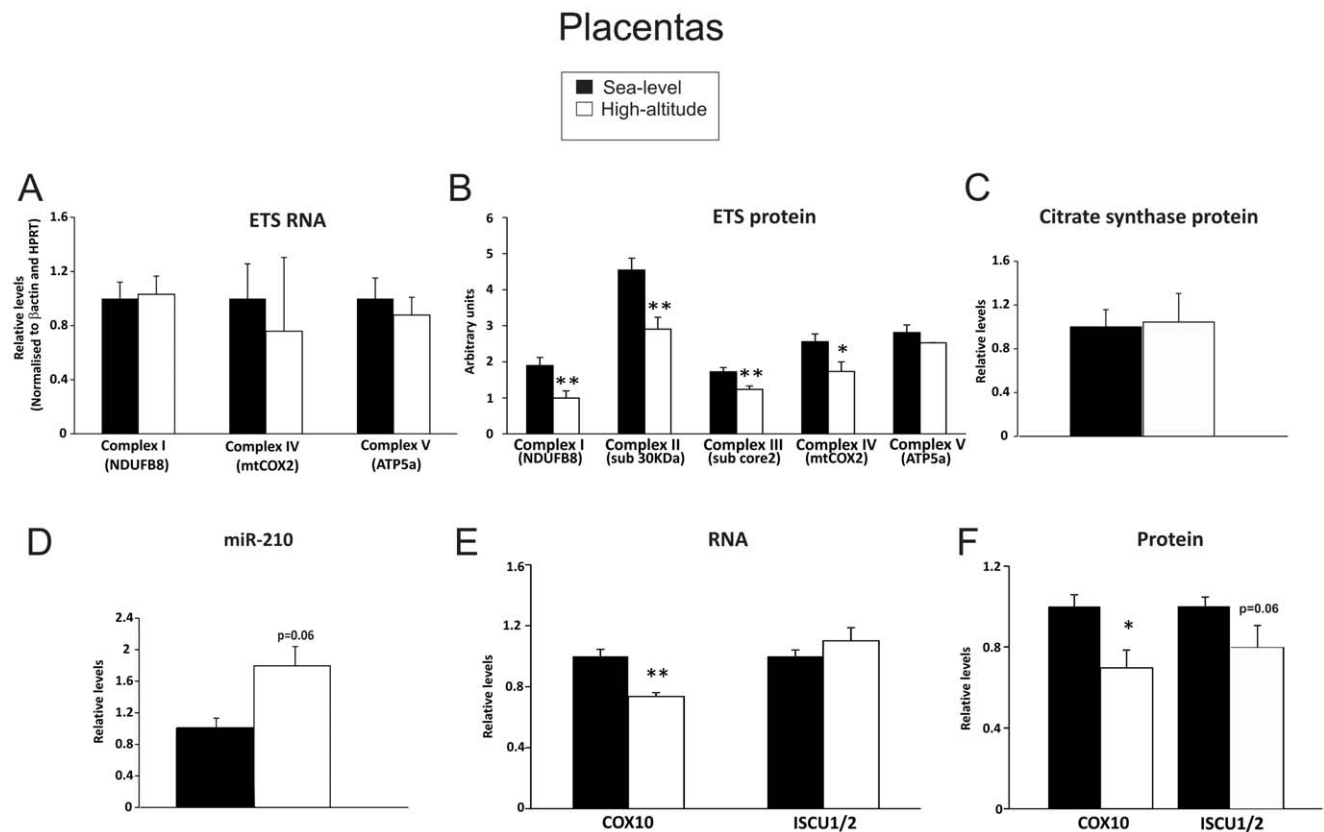 Placentas
Sea-level
High-altitude
A
ETS RNA
Relative levels
(Normalised to βactin and HPRT)
1.6
1.2
0.8
0.4
0
Complex I
(NDUFB8)
Complex IV
(mtCOX2)
Complex V
(ATP5a)
B
ETS protein
Arbitrary units
6
5
4
3
2
1
0
**
**
**
*
Complex I
(NDUFB8)
Complex II
(sub 30KDa)
Complex III
(sub core2)
Complex IV
(mtCOX2)
Complex V
(ATP5a)
C
Citrate synthase protein
Relative levels
1.6
1.2
0.8
0.4
0
D
miR-210
Relative levels
2.4
2
1.6
1.2
0.8
0.4
0
p=0.06
E
RNA
Relative levels
1.6
1.2
0.8
0.4
0
**
COX10
ISCU1/2
F
Protein
Relative levels
1.2
0.8
0.4
0
*
p=0.06
COX10
ISCU1/2